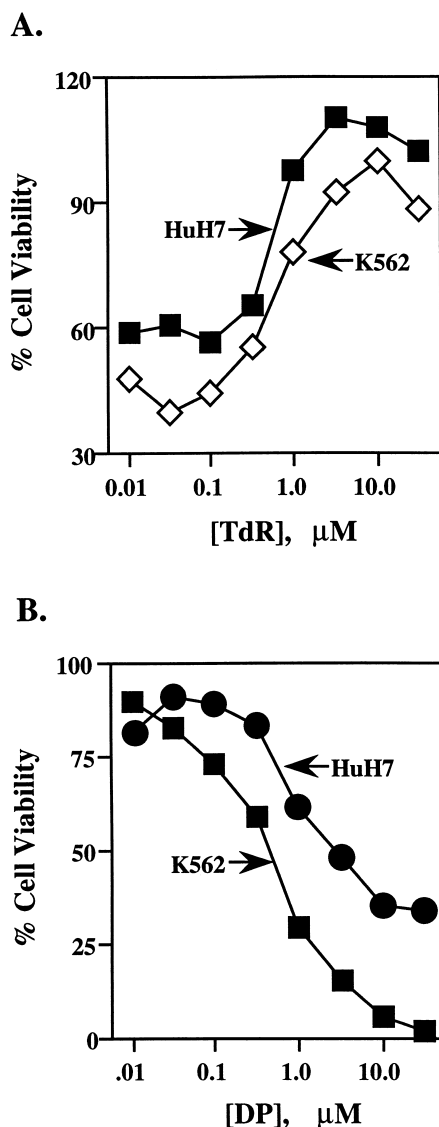 A.
120
90
60
30
% Cell Viability
HuH7
K562
0.01 0.1 1.0 10.0
[TdR], μM
B.
100
75
50
25
0
% Cell Viability
HuH7
K562
.01 0.1 1.0 10.0
[DP], μM